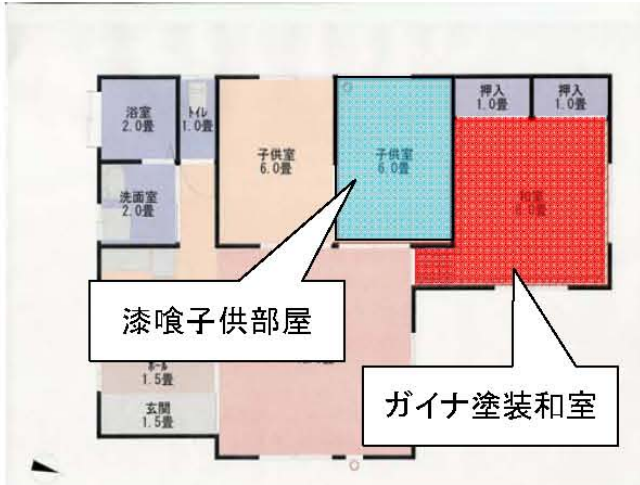 浴室
2.0畳
トイレ
1.0畳
子供室
6.0畳
子供室
6.0畳
押入
1.0畳
押入
1.0畳
洗面室
2.0畳
和室
漆喰子供部屋
ホール
1.5畳
玄関
1.5畳
ガイナ塗装和室